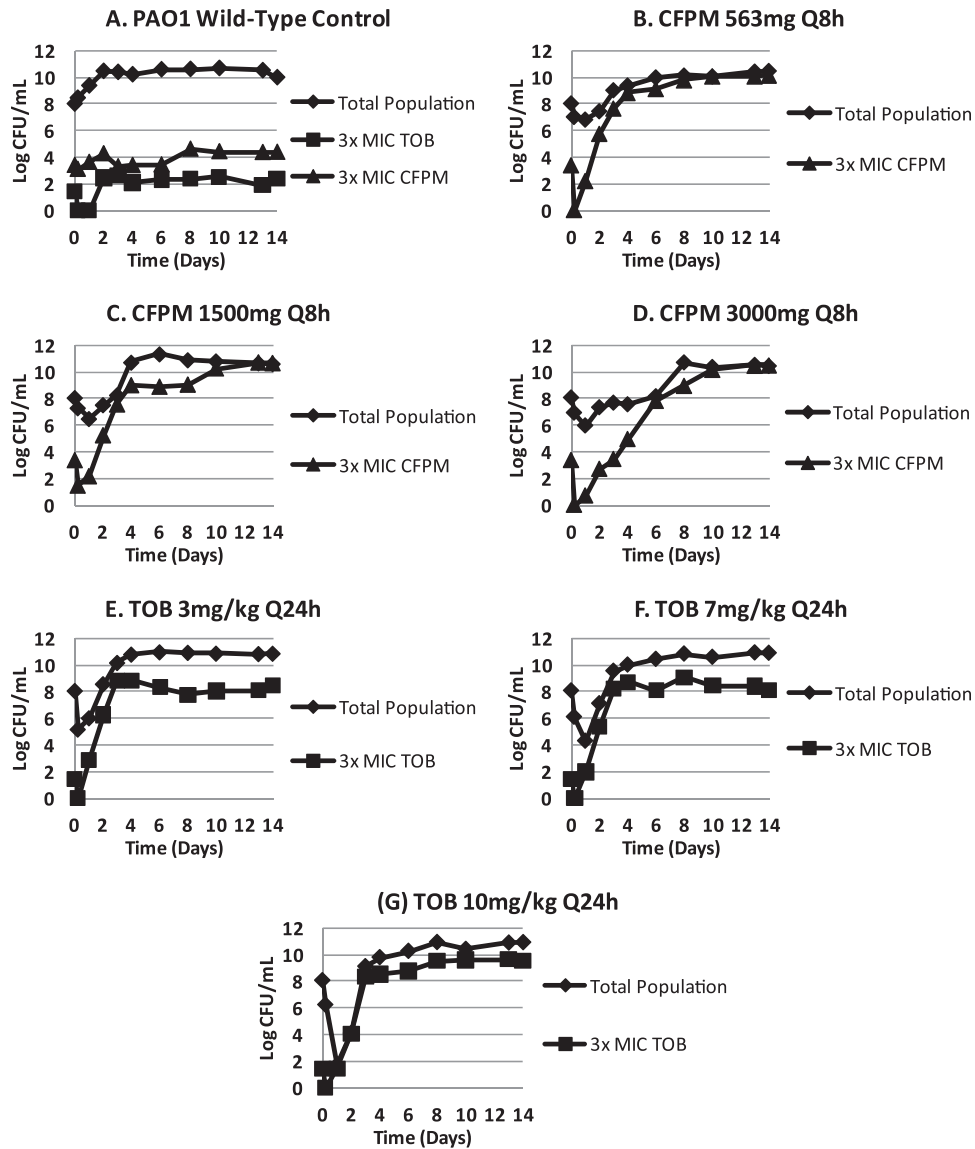 A. PAO1 Wild-Type Control
12
10
8
6
4
2
0
Log CFU/mL
0 2 4 6 8 10 12 14
Time (Days)
Total Population
3x MIC TOB
3x MIC CFPM
B. CFPM 563mg Q8h
12
10
8
6
4
2
0
Log CFU/mL
0 2 4 6 8 10 12 14
Time (Days)
Total Population
3x MIC CFPM
C. CFPM 1500mg Q8h
12
10
8
6
4
2
0
Log CFU/mL
0 2 4 6 8 10 12 14
Time (Days)
Total Population
3x MIC CFPM
D. CFPM 3000mg Q8h
12
10
8
6
4
2
0
Log CFU/mL
0 2 4 6 8 10 12 14
Time (Days)
Total Population
3x MIC CFPM
E. TOB 3mg/kg Q24h
12
10
8
6
4
2
0
Log CFU/mL
0 2 4 6 8 10 12 14
Time (Days)
Total Population
3x MIC TOB
F. TOB 7mg/kg Q24h
12
10
8
6
4
2
0
Log CFU/mL
0 2 4 6 8 10 12 14
Time (Days)
Total Population
3x MIC TOB
(G) TOB 10mg/kg Q24h
12
10
8
6
4
2
0
Log CFU/mL
0 2 4 6 8 10 12 14
Time (Days)
Total Population
3x MIC TOB